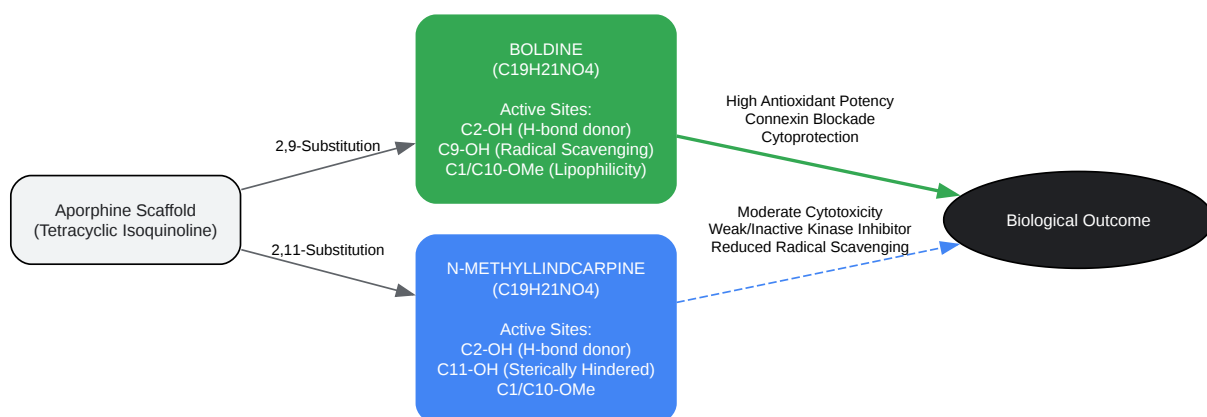 Aporphine Scaffold
(Tetracyclic Isoquinoline)
2,9-Substitution
2,11-Substitution
BOLDINE
(C19H21NO4)
Active Sites:
C2-OH (H-bond donor)
C9-OH (Radical Scavenging)
C1/C10-OMe (Lipophilicity)
N-METHYLLINDCARPINE
(C19H21NO4)
Active Sites:
C2-OH (H-bond donor)
C11-OH (Sterically Hindered)
C1/C10-OMe
High Antioxidant Potency
Connexin Blockade
Cytoprotection
Moderate Cytotoxicity
Weak/Inactive Kinase Inhibitor
Reduced Radical Scavenging
Biological Outcome